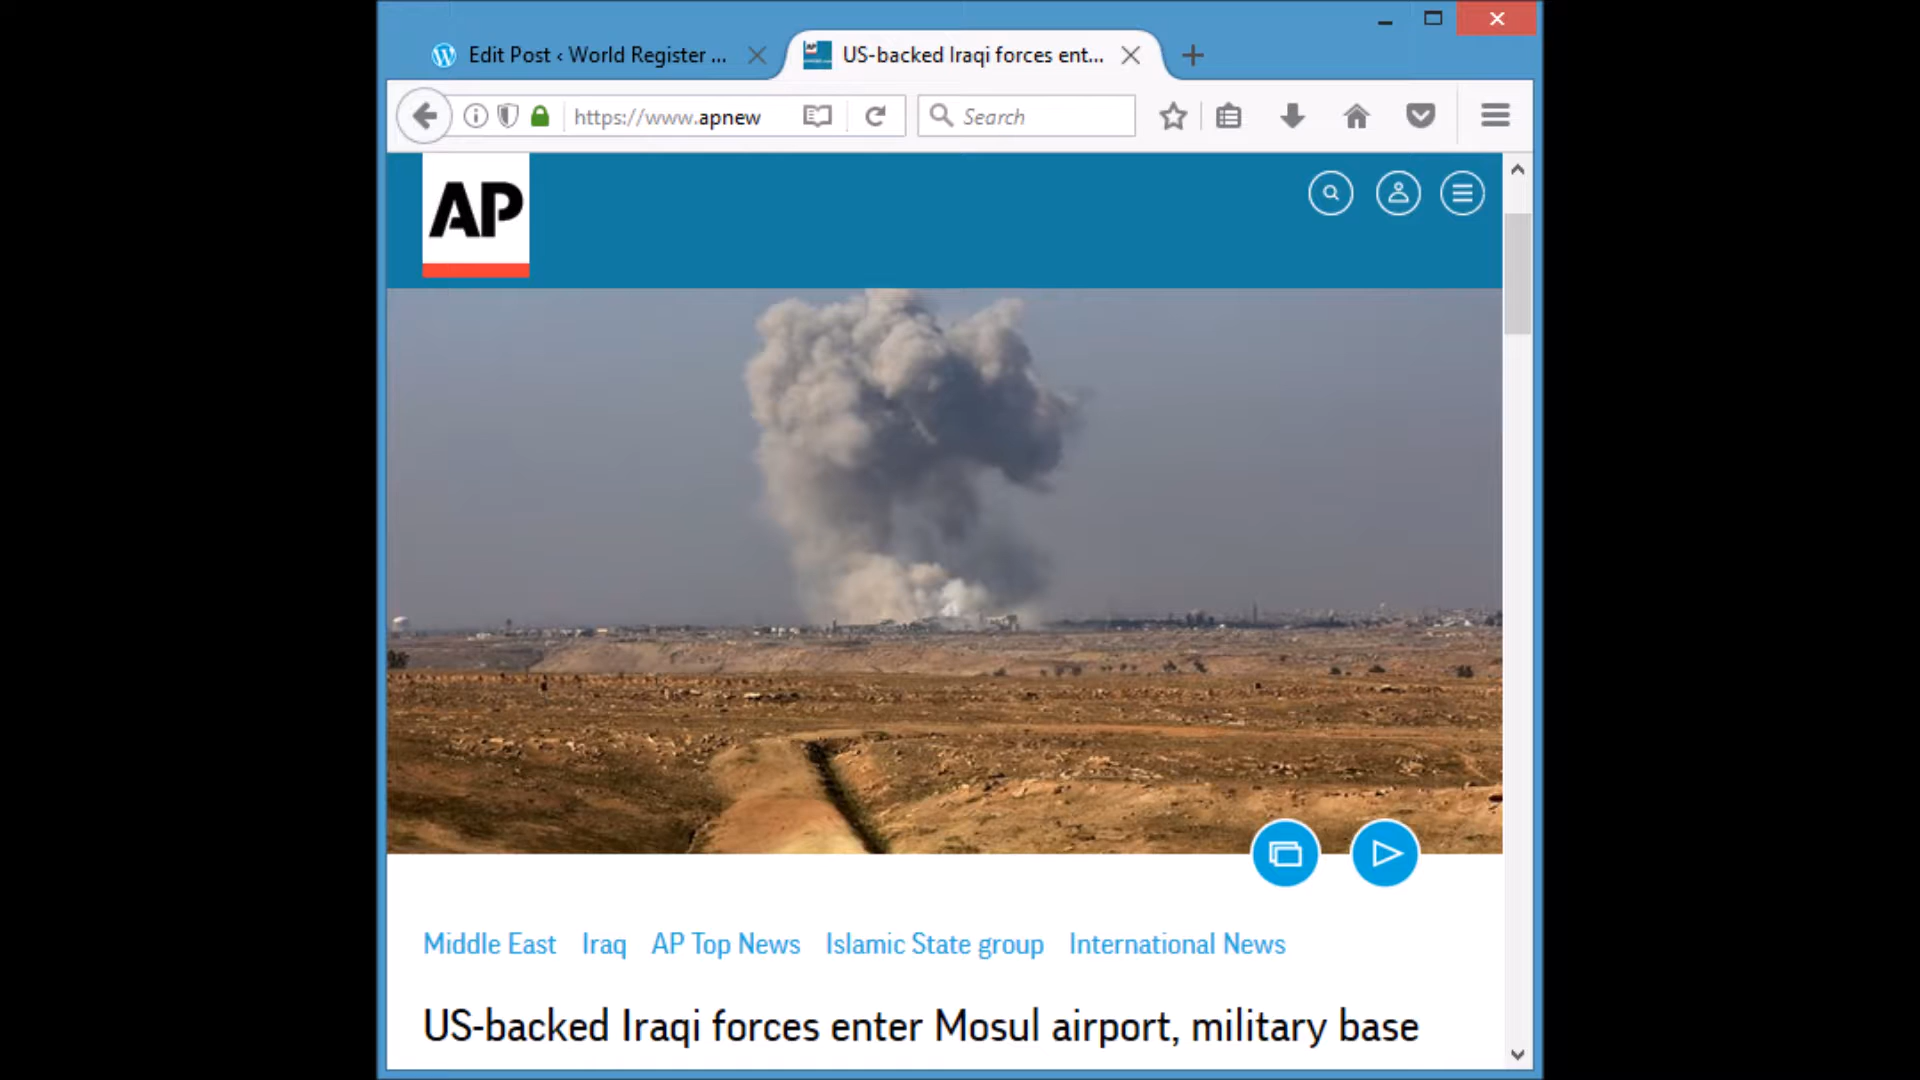 Edit Post ‹ World Register ...
US-backed Iraqi forces ent...
https://www.apnew
Search
AP
Middle East Iraq AP Top News Islamic State group International News
US-backed Iraqi forces enter Mosul airport, military base